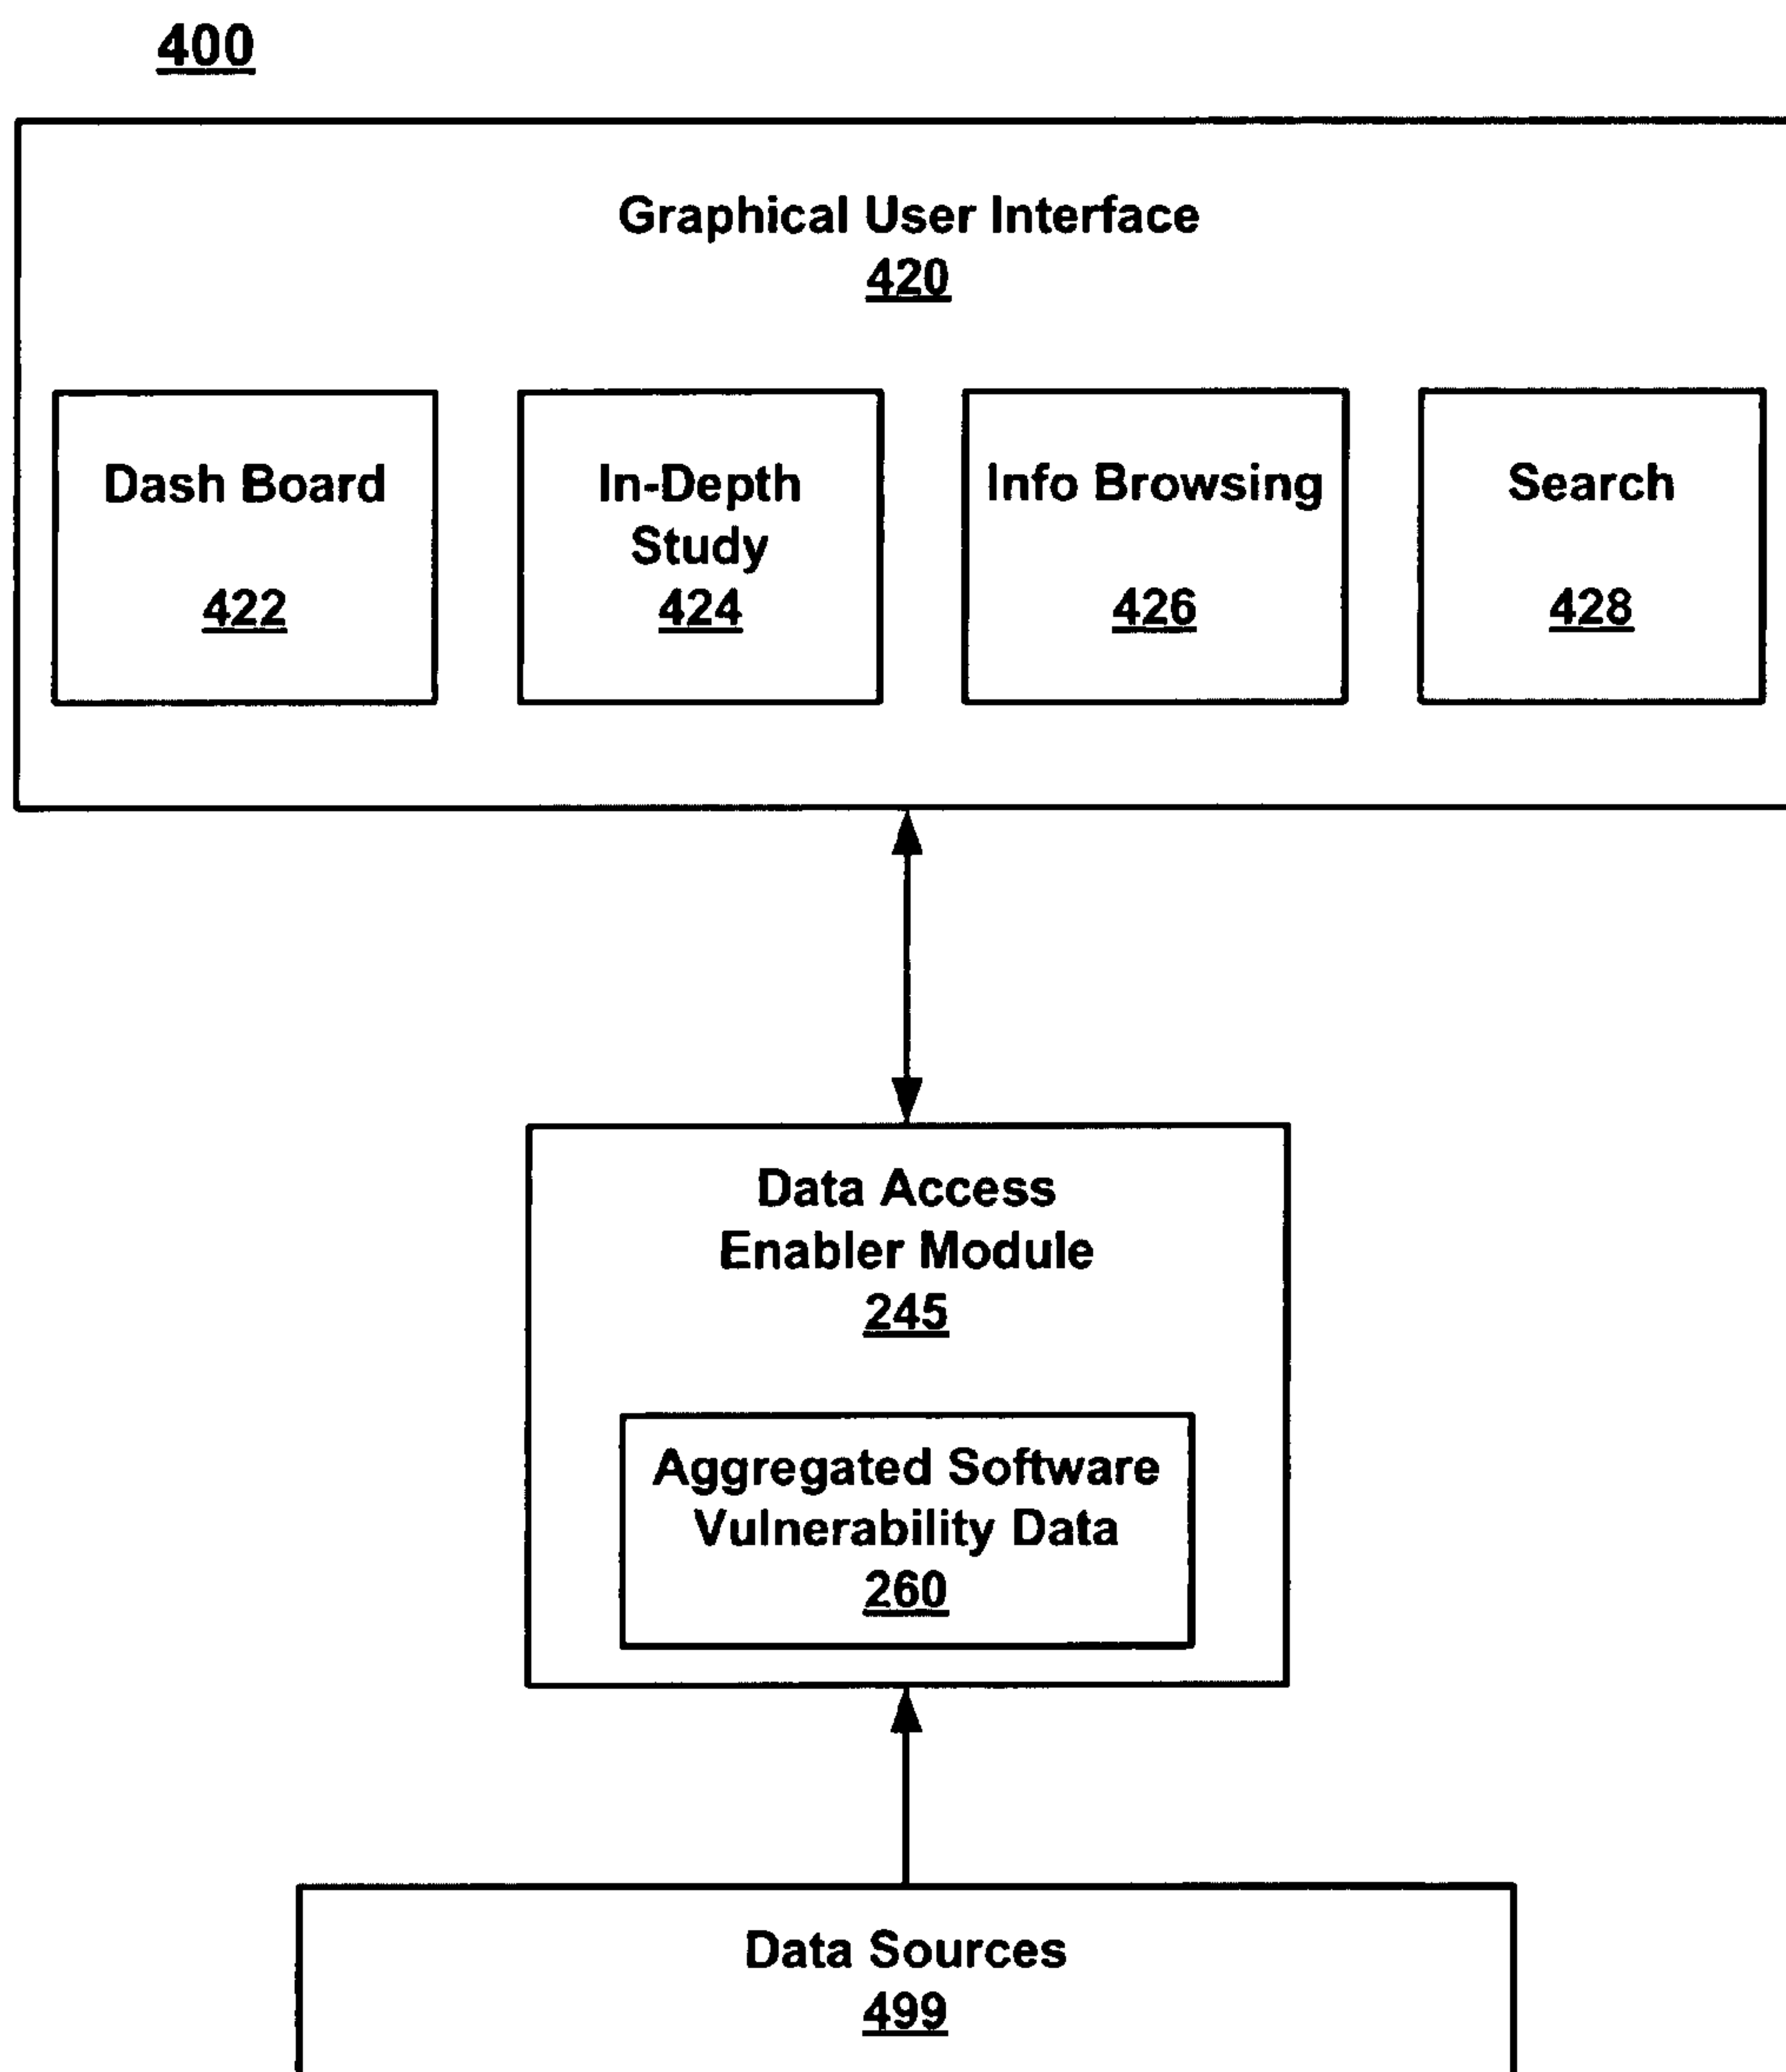 400
Graphical User Interface
420
Dash Board
422
In-Depth
Study
424
Info Browsing
426
Search
428
Data Access
Enabler Module
245
Aggregated Software
Vulnerability Data
260
Data Sources
499